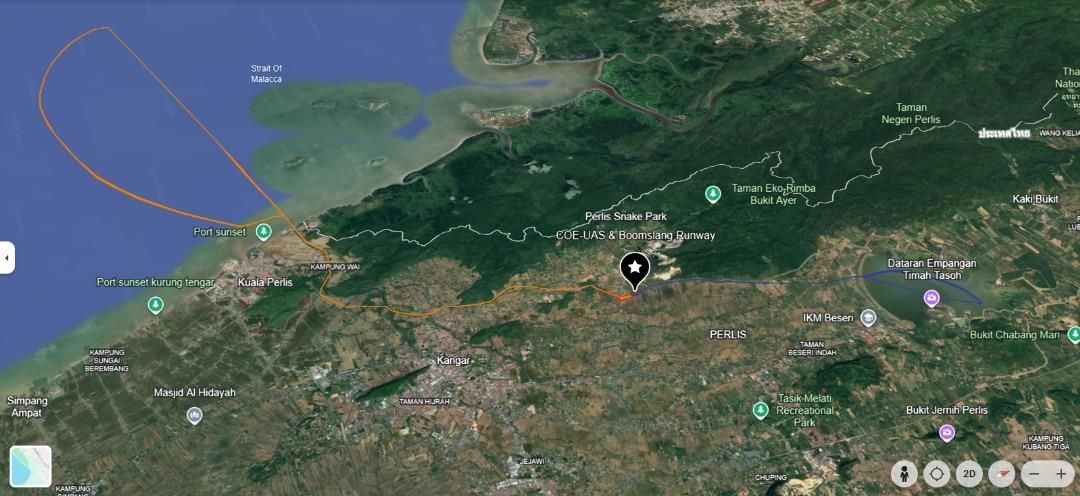 Strait Of
Malacca
Taman
Negeri Perlis
ประเทศไทย
WANG KELIA
Tha
Natio
Taman Eko-Rimba
Bukit Ayer
Kaki Bukit
Perlis Snake Park
COE-UAS & Boomslang Runway
Port sunset
KAMPUNG WAI
Dataran Empangan
Timah Tasoh
Port sunset kurung tengar
Kuala Perlis
IKM Beseri
PERLIS
Bukit Chabang Mari
KAMPUNG
SUNGAI
BEREMBANG
TAMAN
BESERI INDAH
Kangar
Masjid Al Hidayah
TAMAN HIJRAH
Simpang
Ampat
Tasik Melati
Recreational
Park
Bukit Jernih Perlis
KAMPUNG
KUBANG TIGA
JEJAWI
CHUPING
KAMPUNG
2D